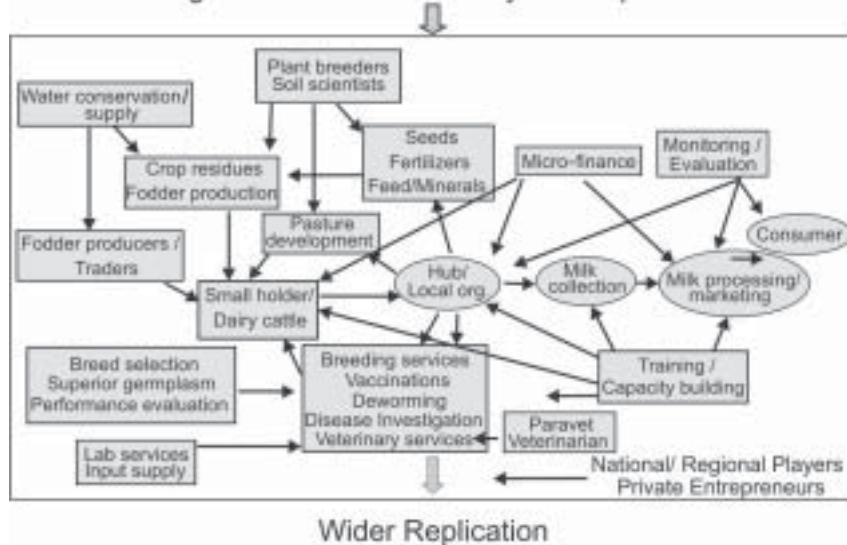 Plant breeders
Soil scientists
Water conservation/
supply
Seeds
Fertilizers
Feed/Minerals
Micro-finance
Monitoring /
Evaluation
Crop residues
Fodder production
Pasture
development
Consumer
Fodder producers /
Traders
Hub/
Local org
Milk
collection
Milk processing/
marketing
Small holder/
Dairy cattle
Breed selection
Superior germplasm
Performance evaluation
Breeding services
Vaccinations
Deworming
Disease Investigation
Veterinary services
Training /
Capacity building
Paravet
Veterinarian
Lab services
Input supply
National/ Regional Players
Private Entrepreneurs
Wider Replication